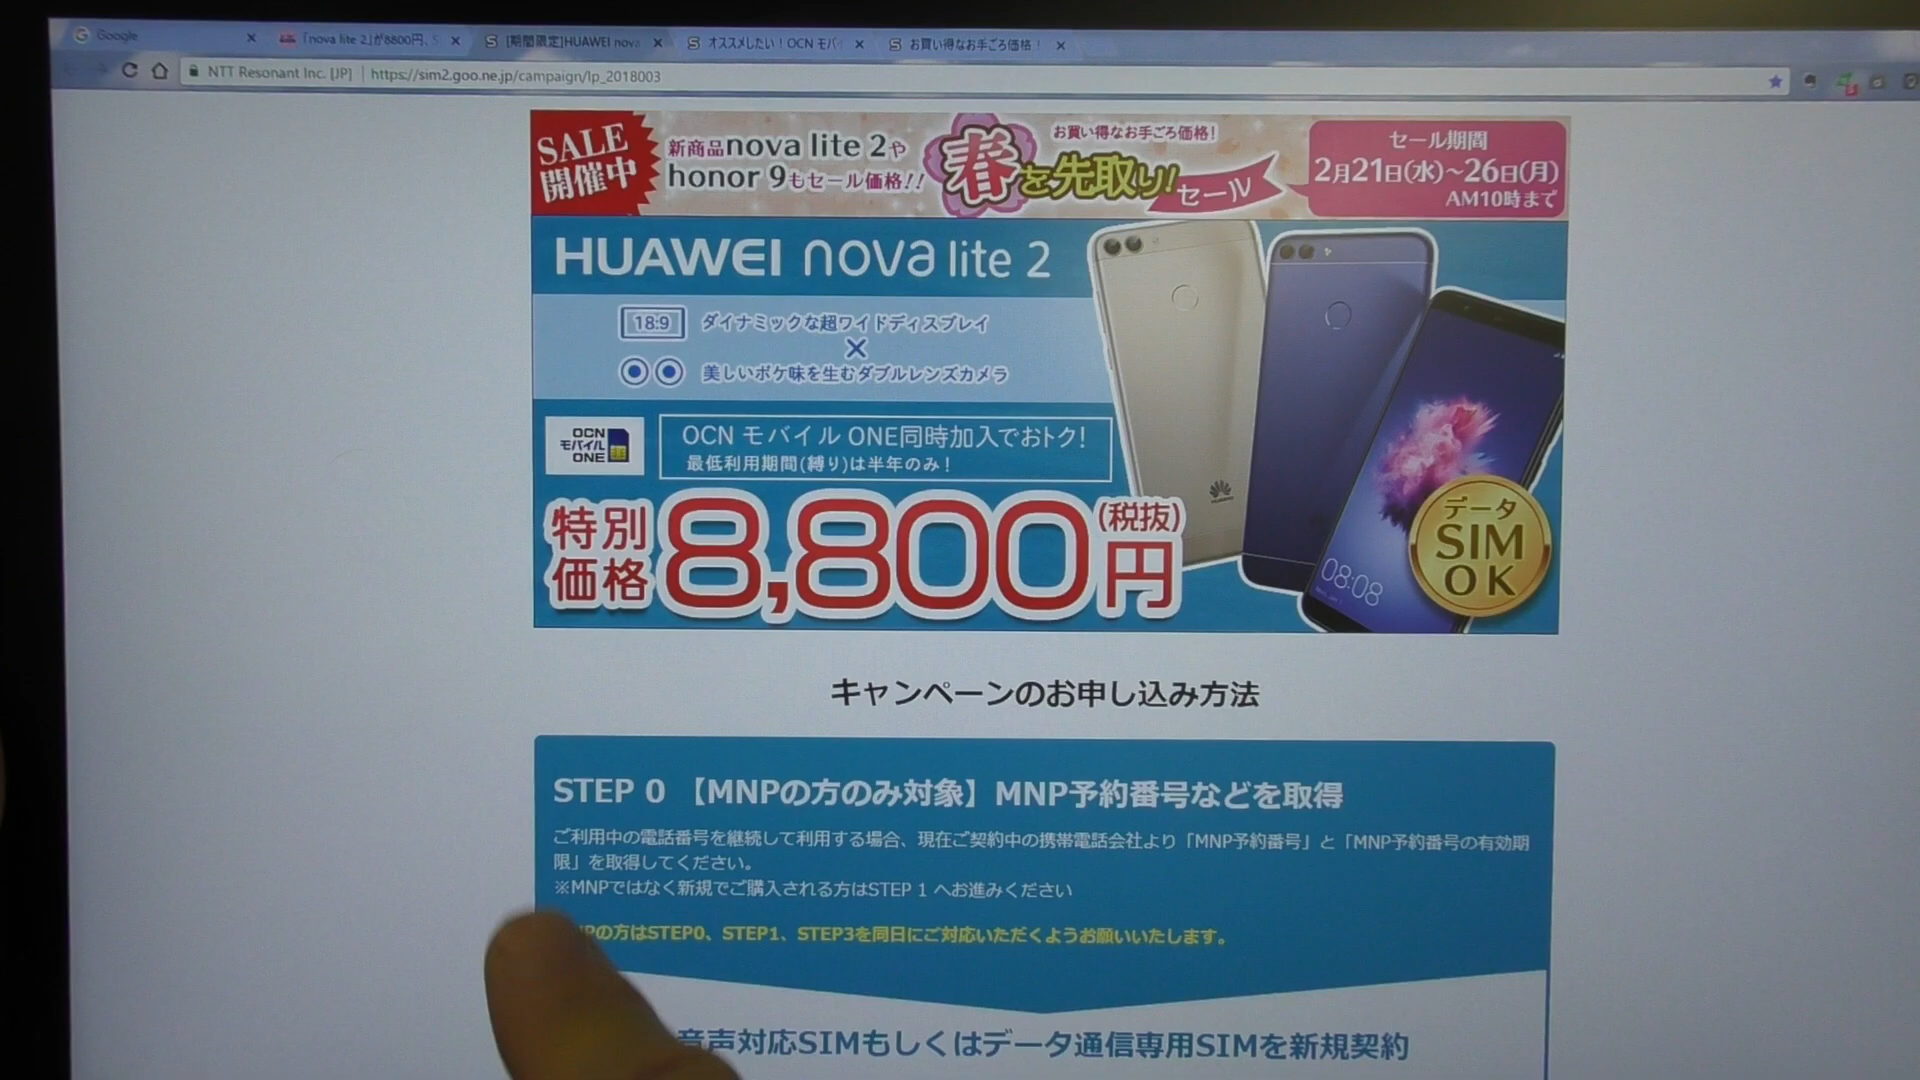 Google
「nova lite 2」が8800円、S
[期間限定]HUAWEI nova
オススメしたい！OCN モバイ
お買い得なお手ごろ価格！
NTT Resonant Inc. [JP]
https://sim2.goo.ne.jp/campaign/lp_2018003
SALE
開催中
新商品nova lite 2や
honor 9もセール価格!!
お買い得なお手ごろ価格!
春を先取り!セール
セール期間
2月21日(水)～26日(月)
AM10時まで
HUAWEI nova lite 2
18:9 ダイナミックな超ワイドディスプレイ
×
美しいボケ味を生むダブルレンズカメラ
OCN
モバイル
ONE
OCN モバイル ONE同時加入でおトク!
最低利用期間(縛り)は半年のみ!
特別
価格
8,800円
(税抜)
HUAWEI
08:08
データ
SIM
OK
キャンペーンのお申し込み方法
STEP 0 【MNPの方のみ対象】MNP予約番号などを取得
ご利用中の電話番号を継続して利用する場合、現在ご契約中の携帯電話会社より「MNP予約番号」と「MNP予約番号の有効期
限」を取得してください。
※MNPではなく新規でご購入される方はSTEP 1 へお進みください
Pの方はSTEP0、STEP1、STEP3を同日にご対応いただくようお願いいたします。
音声対応SIMもしくはデータ通信専用SIMを新規契約